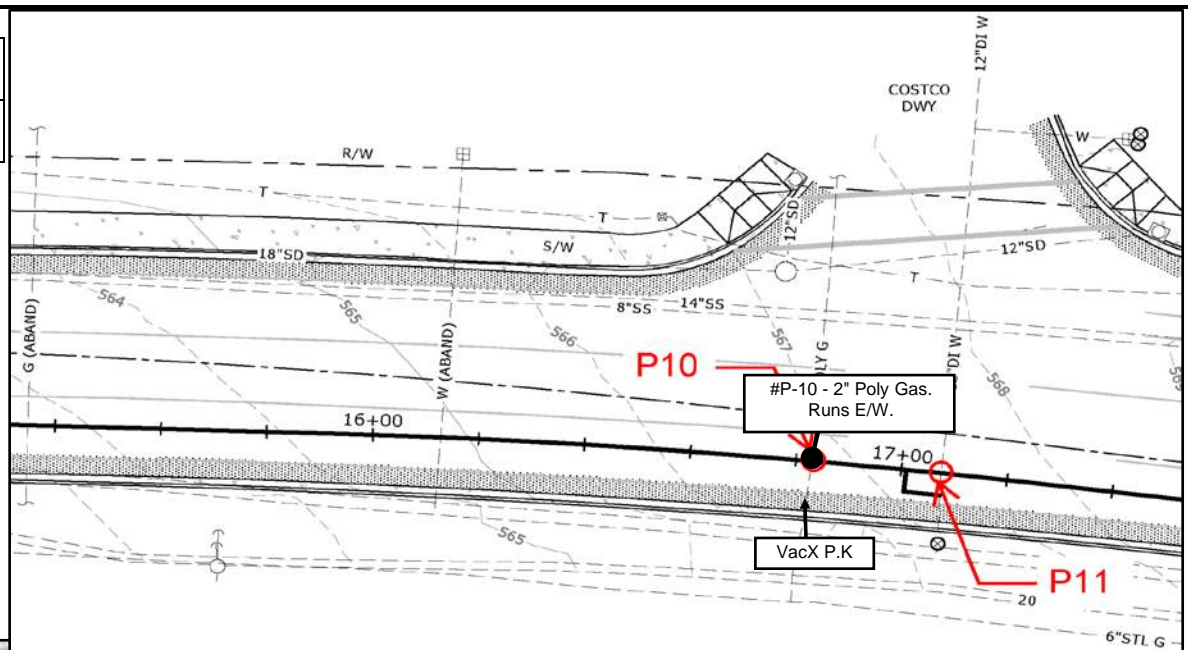 12"DI W
COSTCO
DWY
W
R/W
T
T
G (ABAND)
S/W
12"SD
12"SD
18"SD
T
8"SS
14"SS
564
565
566
567
568
W (ABAND)
P10
#P-10 - 2" Poly Gas.
Runs E/W.
16+00
17+00
565
VacX P.K
P11
20
6"STL G